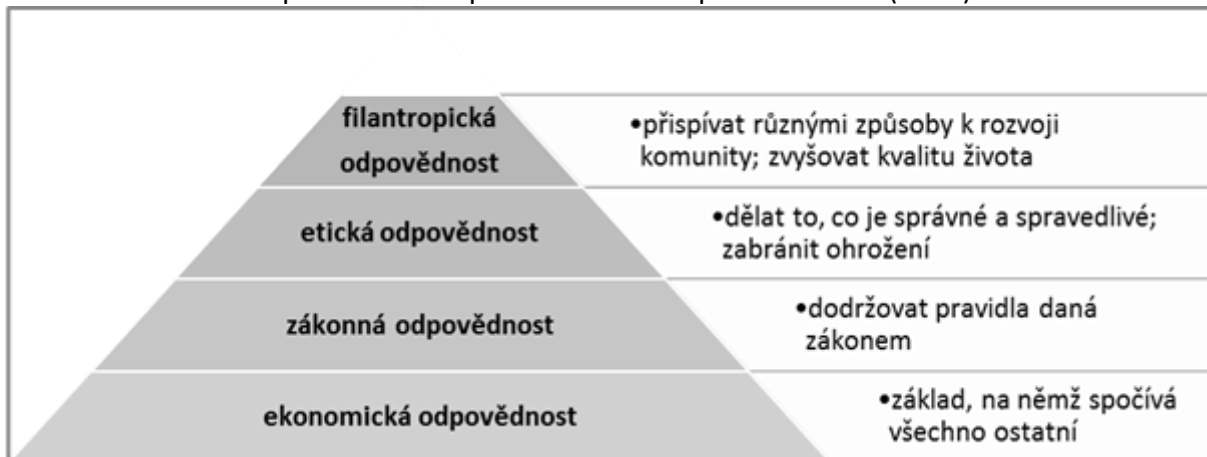 filantropická
odpovědnost
•přispívat různými způsoby k rozvoji
komunity; zvyšovat kvalitu života
etická odpovědnost
•dělat to, co je správné a spravedlivé;
zabránit ohrožení
zákonná odpovědnost
•dodržovat pravidla daná
zákonem
ekonomická odpovědnost
•základ, na němž spočívá
všechno ostatní